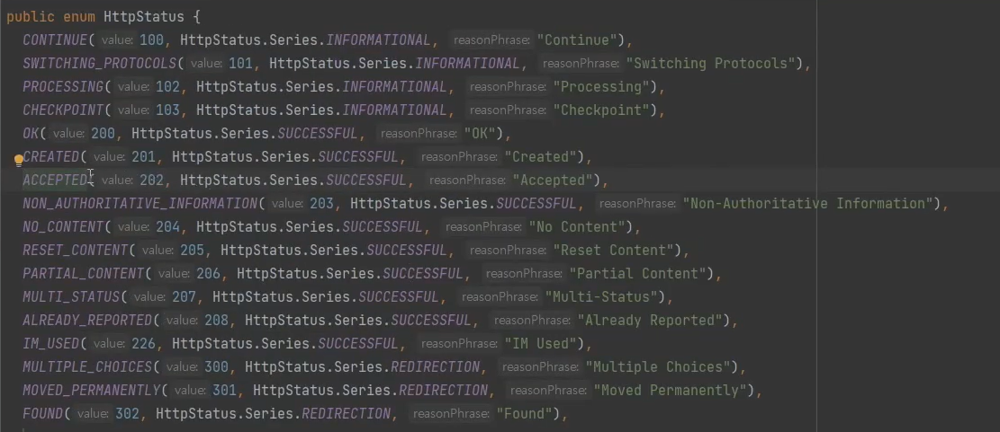 public enum HttpStatus {
CONTINUE( value: 100, HttpStatus.Series.INFORMATIONAL, reasonPhrase: "Continue"),
SWITCHING_PROTOCOLS( value: 101, HttpStatus.Series.INFORMATIONAL, reasonPhrase: "Switching Protocols"),
PROCESSING( value: 102, HttpStatus.Series.INFORMATIONAL, reasonPhrase: "Processing"),
CHECKPOINT( value: 103, HttpStatus.Series.INFORMATIONAL, reasonPhrase: "Checkpoint"),
OK( value: 200, HttpStatus.Series.SUCCESSFUL, reasonPhrase: "OK"),
CREATED( value: 201, HttpStatus.Series.SUCCESSFUL, reasonPhrase: "Created"),
ACCEPTED( value: 202, HttpStatus.Series.SUCCESSFUL, reasonPhrase: "Accepted"),
NON_AUTHORITATIVE_INFORMATION( value: 203, HttpStatus.Series.SUCCESSFUL, reasonPhrase: "Non-Authoritative Information"),
NO_CONTENT( value: 204, HttpStatus.Series.SUCCESSFUL, reasonPhrase: "No Content"),
RESET_CONTENT( value: 205, HttpStatus.Series.SUCCESSFUL, reasonPhrase: "Reset Content"),
PARTIAL_CONTENT( value: 206, HttpStatus.Series.SUCCESSFUL, reasonPhrase: "Partial Content"),
MULTI_STATUS( value: 207, HttpStatus.Series.SUCCESSFUL, reasonPhrase: "Multi-Status"),
ALREADY_REPORTED( value: 208, HttpStatus.Series.SUCCESSFUL, reasonPhrase: "Already Reported"),
IM_USED( value: 226, HttpStatus.Series.SUCCESSFUL, reasonPhrase: "IM Used"),
MULTIPLE_CHOICES( value: 300, HttpStatus.Series.REDIRECTION, reasonPhrase: "Multiple Choices"),
MOVED_PERMANENTLY( value: 301, HttpStatus.Series.REDIRECTION, reasonPhrase: "Moved Permanently"),
FOUND( value: 302, HttpStatus.Series.REDIRECTION, reasonPhrase: "Found"),